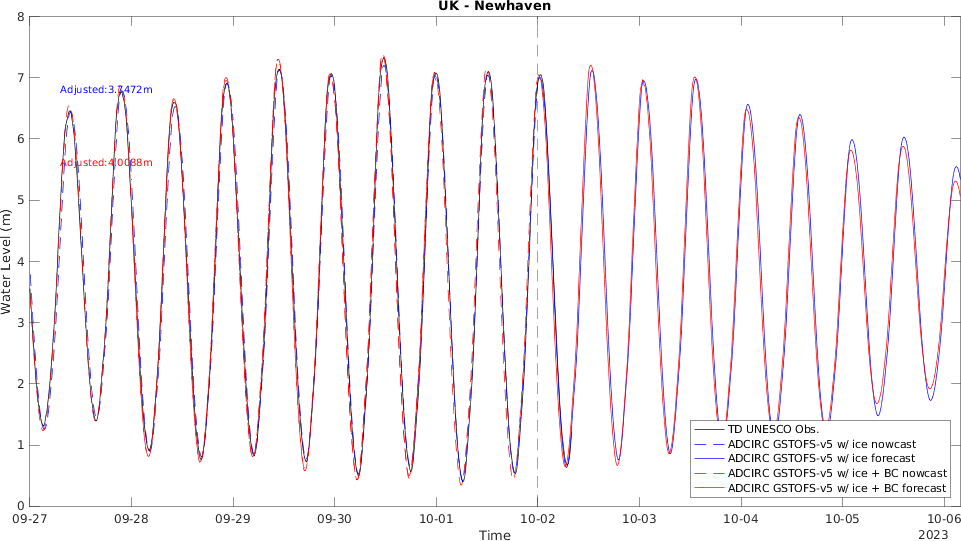 UK - Newhaven
8
7
6
5
4
3
2
1
0
Water Level (m)
Adjusted:3.7472m
Adjusted:4.0088m
TD UNESCO Obs.
ADCIRC GSTOFS-v5 w/ ice nowcast
ADCIRC GSTOFS-v5 w/ ice forecast
ADCIRC GSTOFS-v5 w/ ice + BC nowcast
ADCIRC GSTOFS-v5 w/ ice + BC forecast
09-27 09-28 09-29 09-30 10-01 10-02 10-03 10-04 10-05 10-06
Time
2023